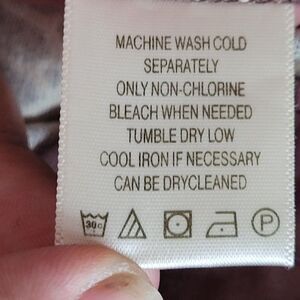 MACHINE WASH COLD
SEPARATELY
ONLY NON-CHLORINE
BLEACH WHEN NEEDED
TUMBLE DRY LOW
COOL IRON IF NECESSARY
CAN BE DRYCLEANED
30c P